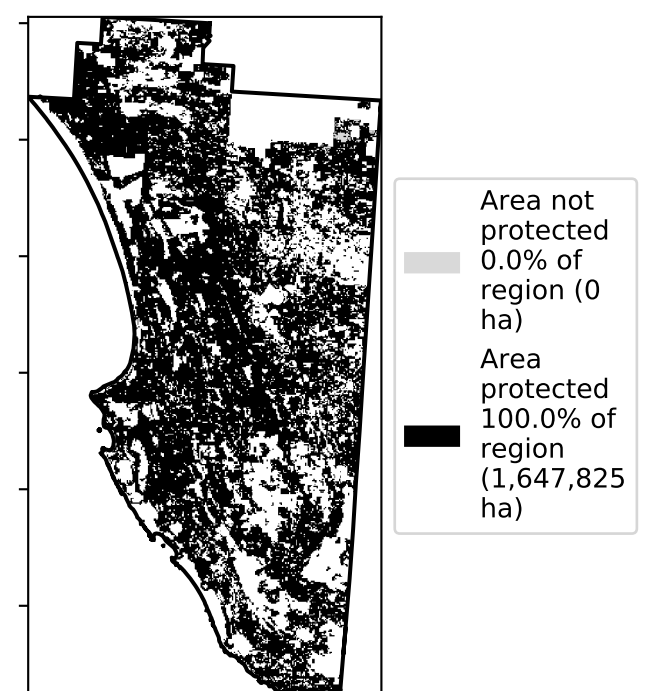 Area not
protected
0.0% of
region (0
ha)
Area
protected
100.0% of
region
(1,647,825
ha)